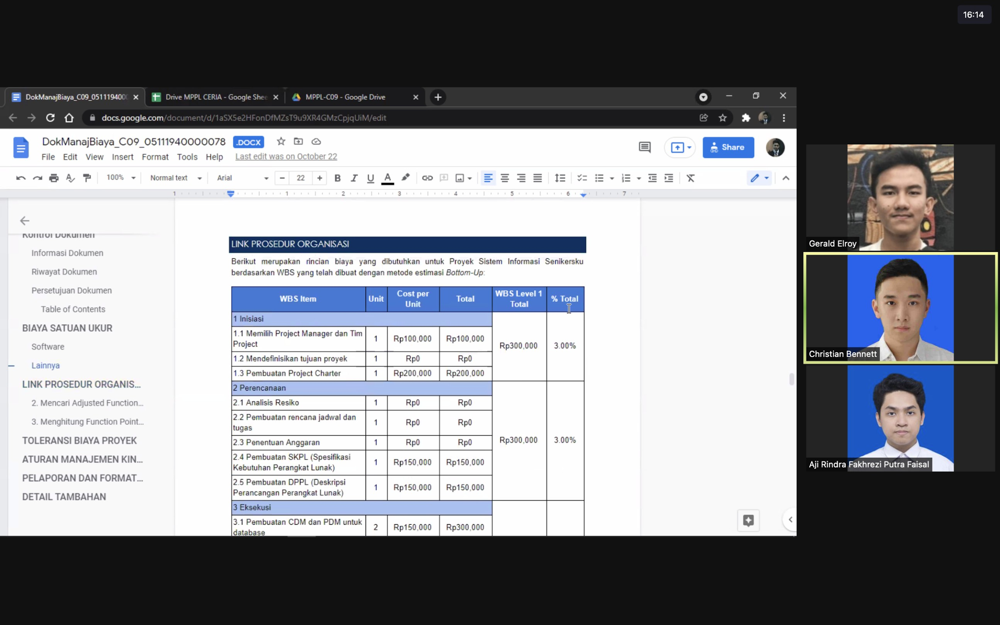 16:14
DokManajBiaya_C09_0511194000
Drive MPPL CERIA - Google Shee
MPPL-C09 - Google Drive
docs.google.com/document/d/1aSX5e2HFonDfMZsT9u9XR4GMzCpjqUiM/edit
DokManajBiaya_C09_05111940000078 .DOCX
Share
File Edit View Insert Format Tools Help Last edit was on October 22
100% Normal text Arial 22
1 1 2 3 4 5 6 7
Kontrol Dokumen
Informasi Dokumen
Riwayat Dokumen
Persetujuan Dokumen
Table of Contents
BIAYA SATUAN UKUR
Software
Lainnya
LINK PROSEDUR ORGANIS...
2. Mencari Adjusted Function...
3. Menghitung Function Point...
TOLERANSI BIAYA PROYEK
ATURAN MANAJEMEN KIN...
PELAPORAN DAN FORMAT...
DETAIL TAMBAHAN
LINK PROSEDUR ORGANISASI
Berikut merupakan rincian biaya yang dibutuhkan untuk Proyek Sistem Informasi Senikersku
berdasarkan WBS yang telah dibuat dengan metode estimasi Bottom-Up:
WBS Item Unit Cost per Unit Total WBS Level 1 Total % Total
1 Inisiasi
1.1 Memilih Project Manager dan Tim
Project
1 Rp100,000 Rp100,000
Rp300,000 3.00%
1.2 Mendefinisikan tujuan proyek 1 Rp0 Rp0
1.3 Pembuatan Project Charter 1 Rp200,000 Rp200,000
2 Perencanaan
2.1 Analisis Resiko 1 Rp0 Rp0
2.2 Pembuatan rencana jadwal dan
tugas
1 Rp0 Rp0
2.3 Penentuan Anggaran 1 Rp0 Rp0
Rp300,000 3.00%
2.4 Pembuatan SKPL (Spesifikasi
Kebutuhan Perangkat Lunak)
1 Rp150,000 Rp150,000
2.5 Pembuatan DPPL (Deskripsi
Perancangan Perangkat Lunak)
1 Rp150,000 Rp150,000
3 Eksekusi
3.1 Pembuatan CDM dan PDM untuk
database
2 Rp150,000 Rp300,000
Gerald Elroy
Christian Bennett
Aji Rindra Fakhrezi Putra Faisal